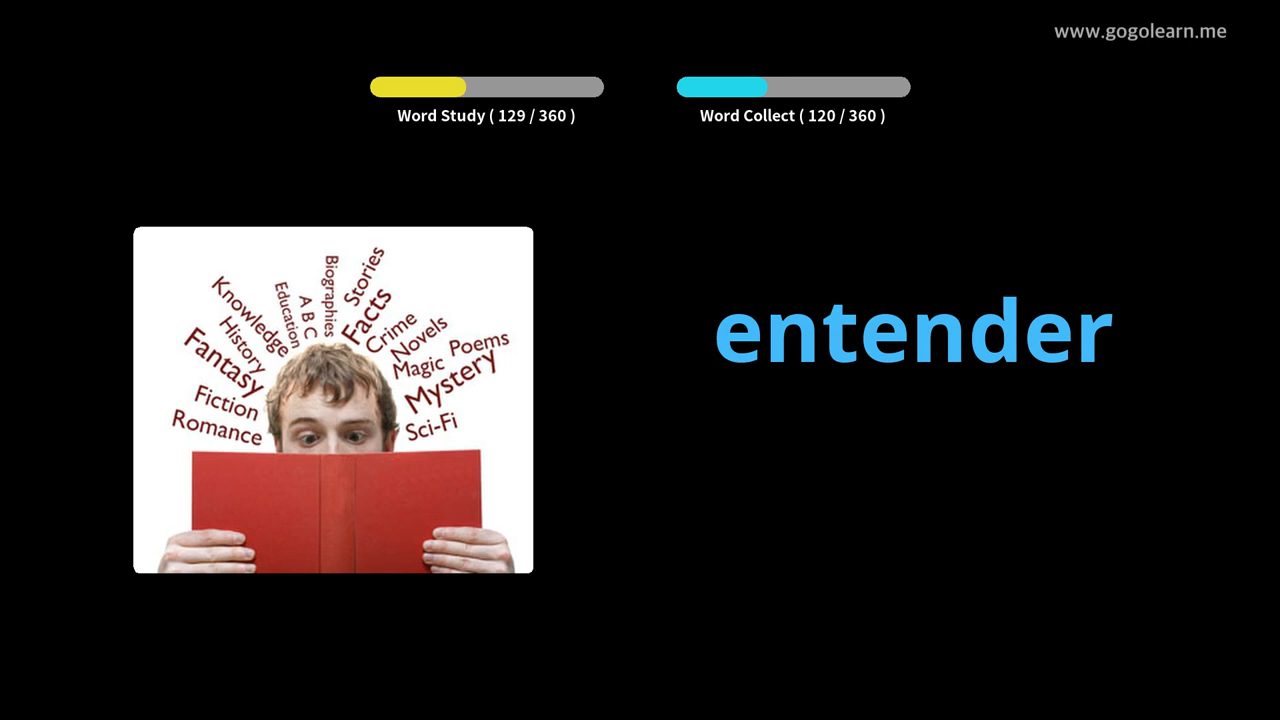 www.gogolearn.me
Word Study ( 129 / 360 )
Word Collect ( 120 / 360 )
Biographies
Stories
Education
A B C
Facts
Knowledge
Crime
History
Novels
Fantasy
Magic
Poems
Mystery
Fiction
Romance
Sci-Fi
entender